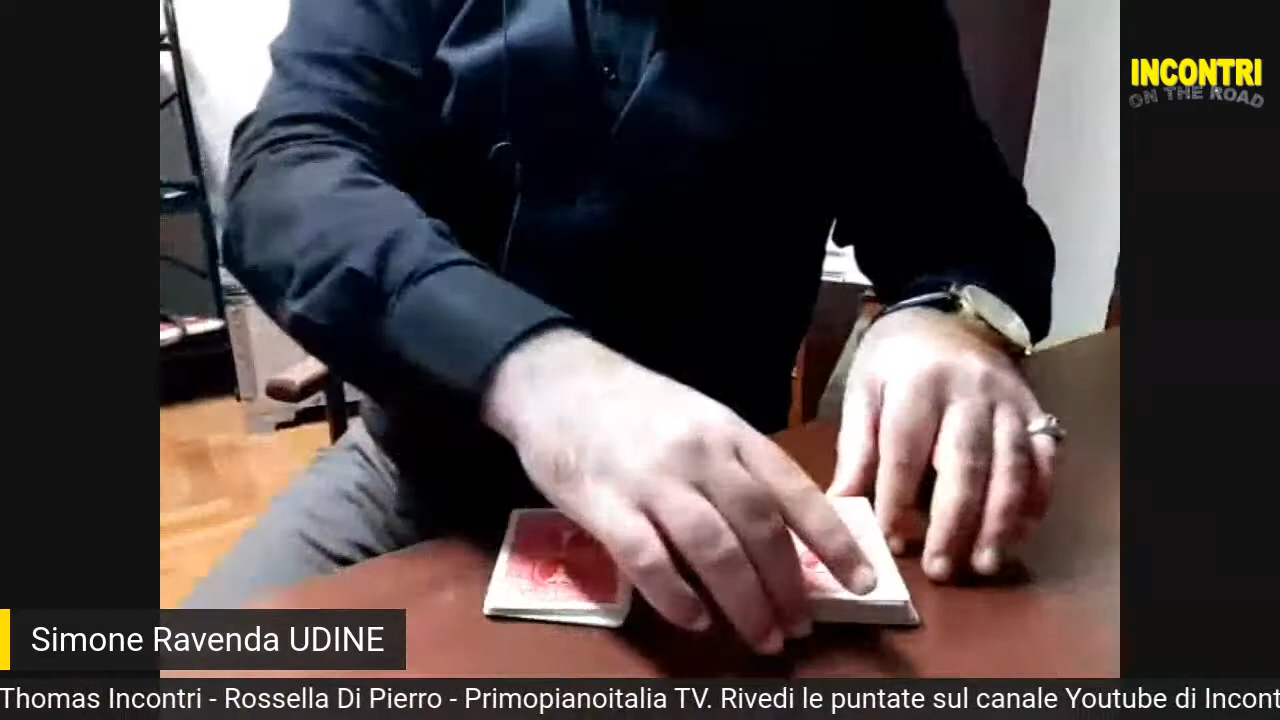 INCONTRI
ON THE ROAD
Simone Ravenda UDINE
Thomas Incontri - Rossella Di Pierro - Primopianoitalia TV. Rivedi le puntate sul canale Youtube di Incont